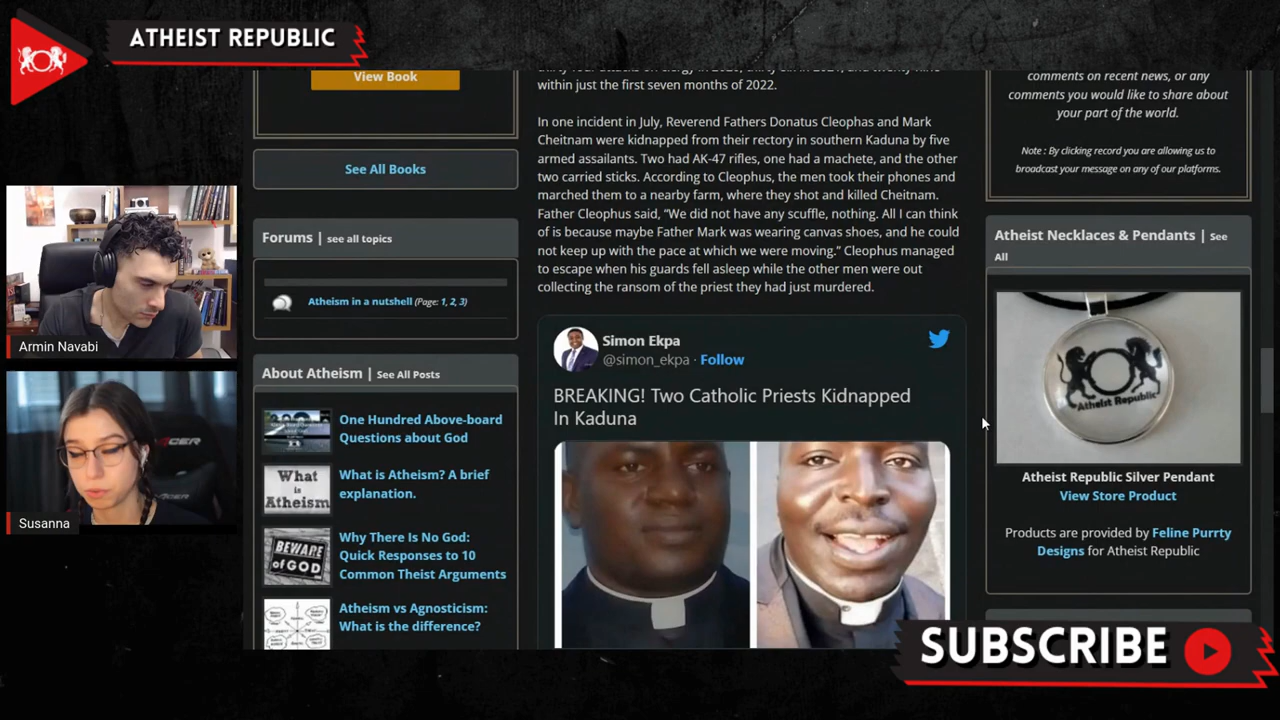 ATHEIST REPUBLIC
View Book
See All Books
Forums | see all topics
Atheism in a nutshell (Page: 1, 2, 3)
About Atheism | See All Posts
One Hundred Above-board
Questions about God
What is Atheism? A brief
explanation.
What
is
Atheism
Why There Is No God:
Quick Responses to 10
Common Theist Arguments
BEWARE
of GOD
Atheism vs Agnosticism:
What is the difference?
Armin Navabi
Susanna
within just the first seven months of 2022.
In one incident in July, Reverend Fathers Donatus Cleophas and Mark
Cheitnam were kidnapped from their rectory in southern Kaduna by five
armed assailants. Two had AK-47 rifles, one had a machete, and the other
two carried sticks. According to Cleophus, the men took their phones and
marched them to a nearby farm, where they shot and killed Cheitnam.
Father Cleophus said, “We did not have any scuffle, nothing. All I can think
of is because maybe Father Mark was wearing canvas shoes, and he could
not keep up with the pace at which we were moving.” Cleophus managed
to escape when his guards fell asleep while the other men were out
collecting the ransom of the priest they had just murdered.
Simon Ekpa
@simon_ekpa · Follow
BREAKING! Two Catholic Priests Kidnapped
In Kaduna
comments on recent news, or any
comments you would like to share about
your part of the world.
Note : By clicking record you are allowing us to
broadcast your message on any of our platforms.
Atheist Necklaces & Pendants | See
All
Atheist Republic
Atheist Republic Silver Pendant
View Store Product
Products are provided by Feline Purrty
Designs for Atheist Republic
SUBSCRIBE